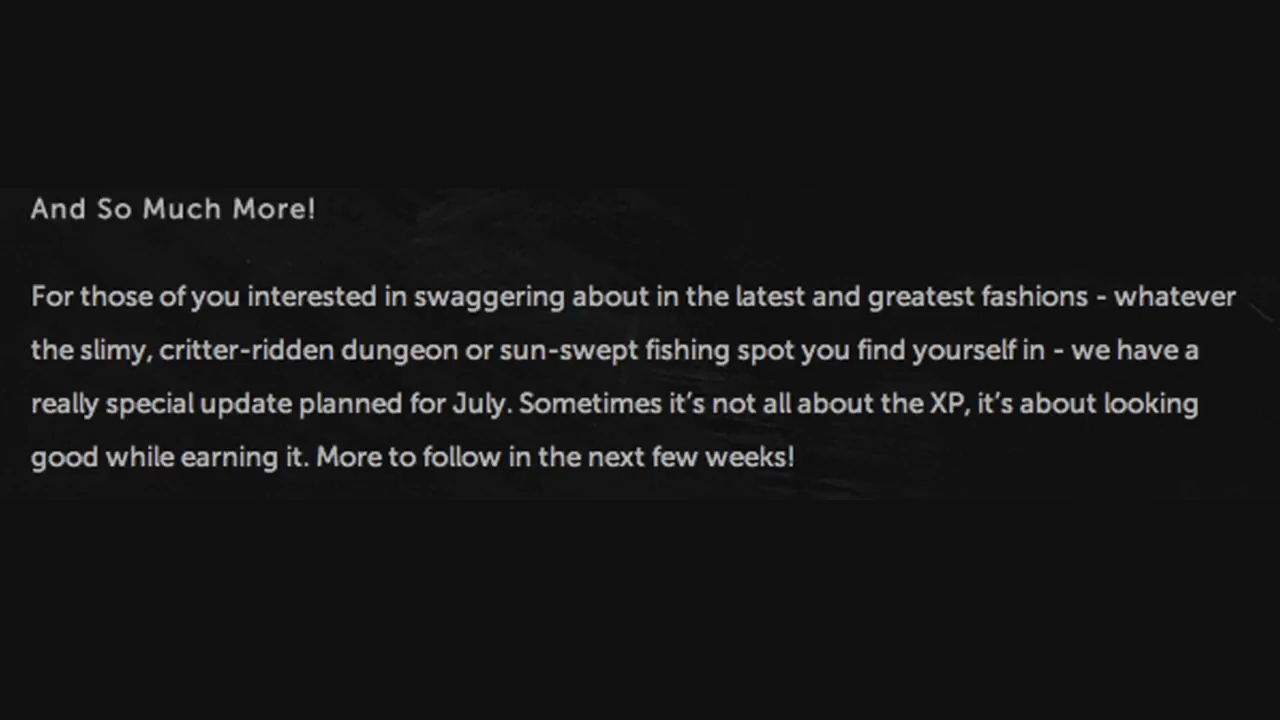 And So Much More!
For those of you interested in swaggering about in the latest and greatest fashions - whatever
the slimy, critter-ridden dungeon or sun-swept fishing spot you find yourself in - we have a
really special update planned for July. Sometimes it’s not all about the XP, it’s about looking
good while earning it. More to follow in the next few weeks!